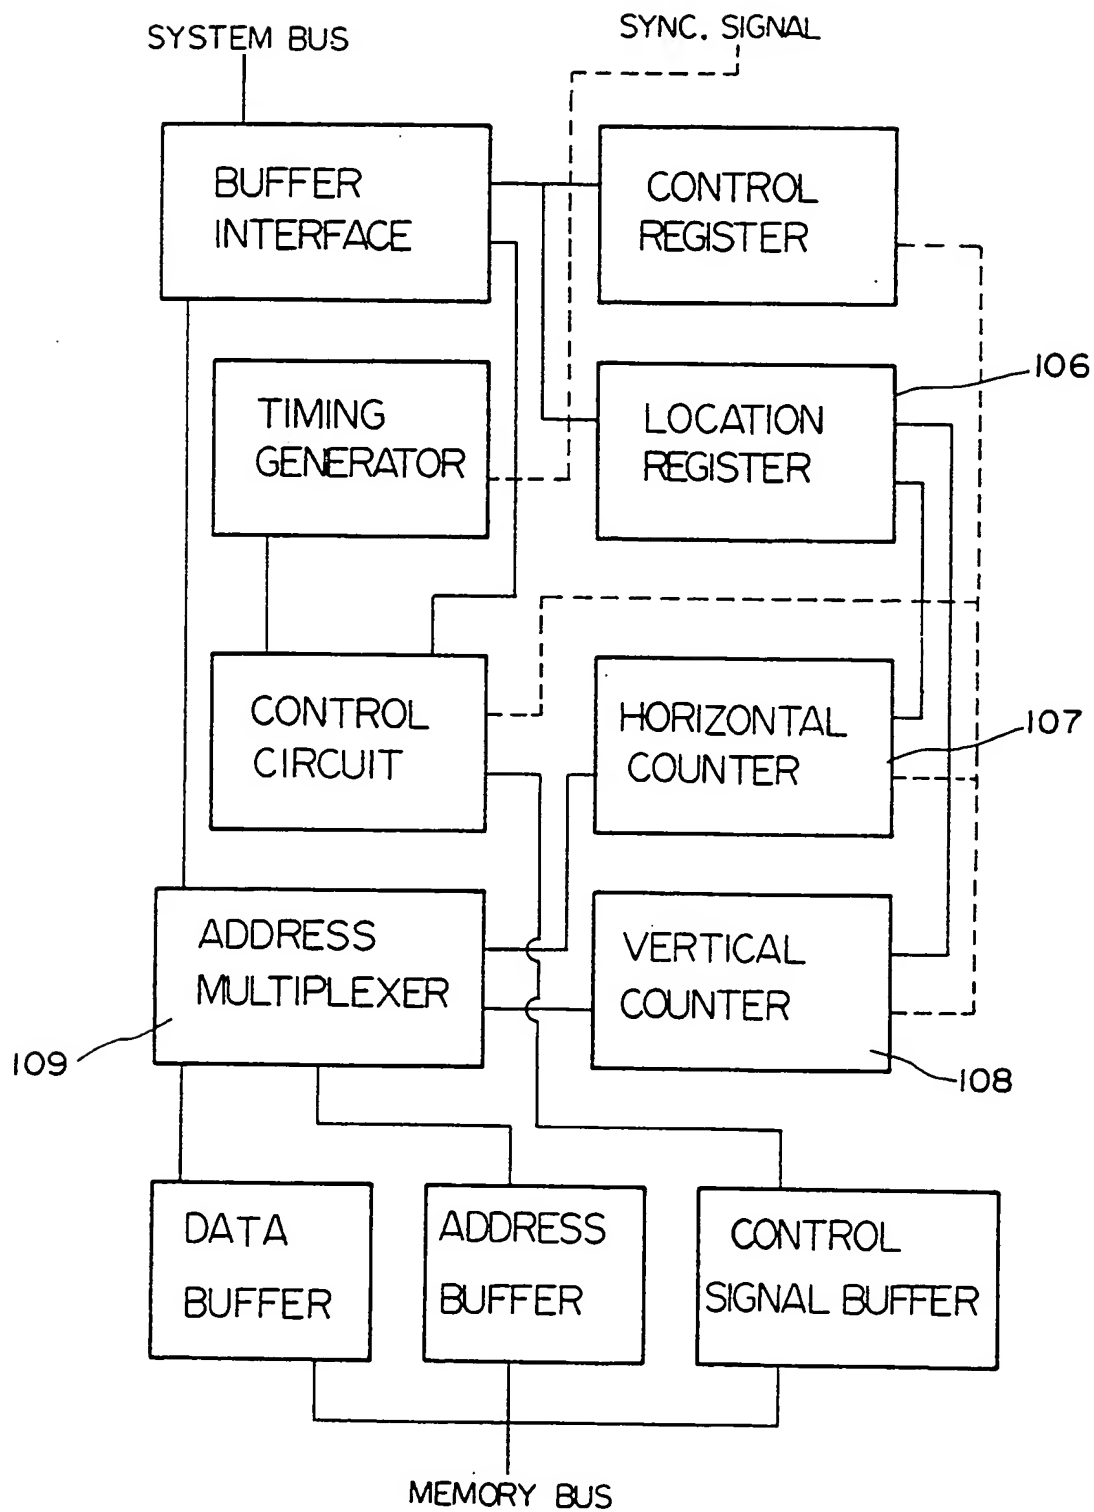 SYSTEM BUS
SYNC. SIGNAL
BUFFER
INTERFACE
CONTROL
REGISTER
TIMING
GENERATOR
LOCATION
REGISTER
106
CONTROL
CIRCUIT
HORIZONTAL
COUNTER
107
ADDRESS
MULTIPLEXER
109
VERTICAL
COUNTER
108
DATA
BUFFER
ADDRESS
BUFFER
CONTROL
SIGNAL BUFFER
MEMORY BUS